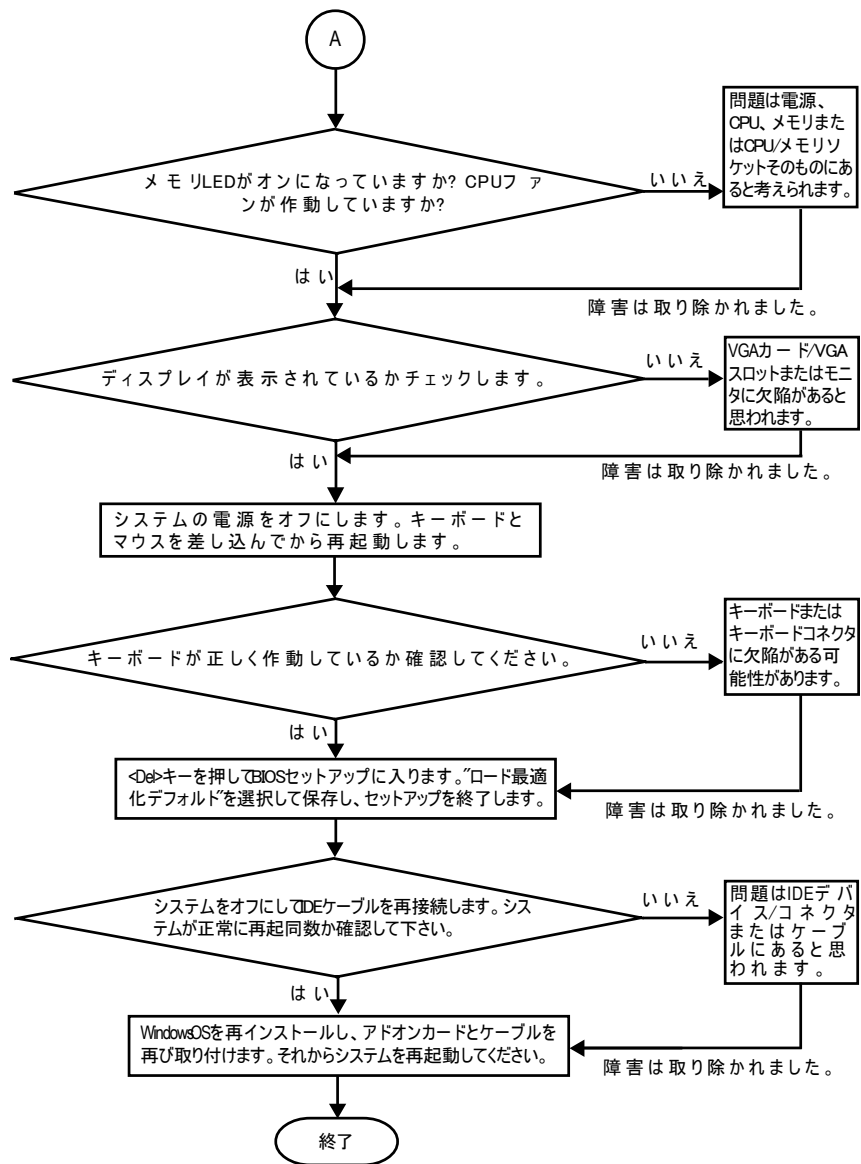 A
メモリLEDがオンになっていますか? CPUファ
ンが作動していますか?
いいえ
問題は電源、
CPU、メモリまた
はCPU/メモリソ
ケットそのものにあ
ると考えられます。
はい
障害は取り除かれました。
ディスプレイが表示されているかチェックします。
いいえ
VGAカード/VGA
スロットまたはモニ
タに欠陥があると
思われます。
はい
障害は取り除かれました。
システムの電源をオフにします。キーボードと
マウスを差し込んでから再起動します。
キーボードが正しく作動しているか確認してください。
いいえ
キーボードまたは
キーボードコネクタ
に欠陥がある可
能性があります。
はい
<Del>キーを押してBIOSセットアップに入ります。"ロード最適
化デフォルド"を選択して保存し、セットアップを終了します。
障害は取り除かれました。
システムをオフにしてIDEケーブルを再接続します。シス
テムが正常に再起同数か確認して下さい。
いいえ
問題はIDEデバ
イス/コネクタ
またはケーブ
ルにあると思
われます。
はい
WindowsOSを再インストールし、アドオンカードとケーブルを
再び取り付けます。それからシステムを再起動してください。
障害は取り除かれました。
終了